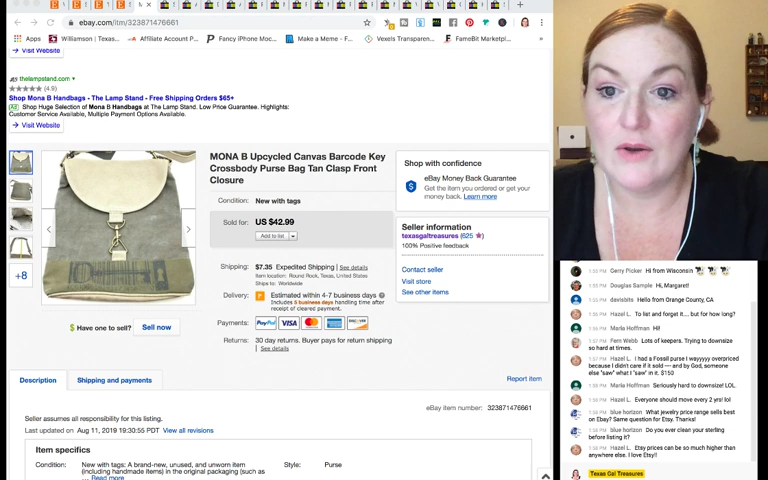 ebay.com/itm/323871476661
Apps
Williamson | Texas...
Affiliate Account P...
Fancy iPhone Moc...
Make a Meme - F...
Vexels Transparen...
FameBit Marketpl...
→ Visit Website
thelampstand.com
(4.9)
Shop Mona B Handbags - The Lamp Stand - Free Shipping Orders $65+
Ad Shop Huge Selection of Mona B Handbags at The Lamp Stand. Low Price Guarantee. Highlights:
Customer Service Available, Multiple Payment Options Available.
→ Visit Website
+8
$ Have one to sell? Sell now
MONA B Upcycled Canvas Barcode Key
Crossbody Purse Bag Tan Clasp Front
Closure
Condition: New with tags
Sold for: US $42.99
Add to list
Shipping: $7.35 Expedited Shipping | See details
Item location: Round Rock, Texas, United States
Ships to: Worldwide
Delivery: Estimated within 4-7 business days
Includes 5 business days handling time after
receipt of cleared payment.
Payments: PayPal VISA
Returns: 30 day returns. Buyer pays for return shipping
| See details
Shop with confidence
eBay Money Back Guarantee
Get the item you ordered or get your
money back. Learn more
Seller information
texasgaltreasures (625 )
100% Positive feedback
Contact seller
Visit store
See other items
Description
Shipping and payments
Report item
eBay item number: 323871476661
Seller assumes all responsibility for this listing.
Last updated on Aug 11, 2019 19:30:55 PDT View all revisions
Item specifics
Condition: New with tags: A brand-new, unused, and unworn item
(including handmade items) in the original packaging (such as
... Read more
Style: Purse
Gerry Picker Hi from Wisconsin
Douglas Sample Hi, Margaret!
davisbits Hello from Orange County, CA
Hazel L. To list and forget it.... but for how long?
Maria Hoffman Hi!
Fern Webb Lots of keepers. Trying to downsize
so hard at times.
Hazel L. I had a Fossil purse I wayyyyy overpriced
because I didn't care if it sold — and by God, someone
else "saw" what I "saw" in it. $150
Maria Hoffman Seriously hard to downsize! LOL.
Hazel L. Everyone should move every 2 yrs! lol
blue horizon What jewelry price range sells best
on Ebay? Same question for Etsy. Thanks!
blue horizon Do you ever clean your sterling
before listing it?
Hazel L. Etsy prices can be so much higher than
anywhere else. I love Etsy!!
Texas Gal Treasures